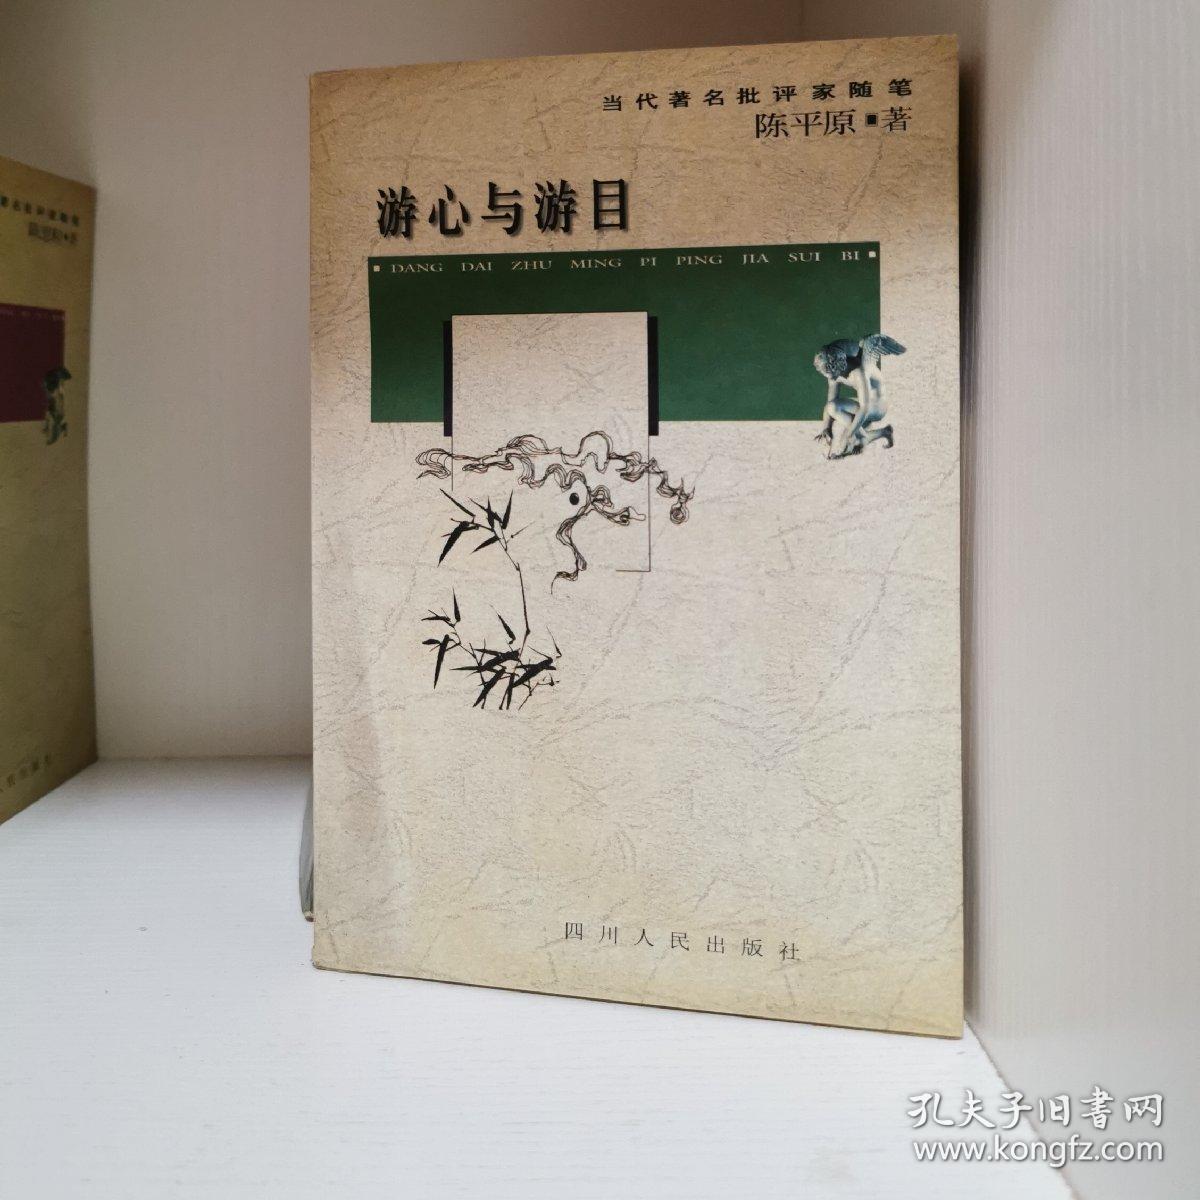 当代著名批评家随笔
陈平原■著
游心与游目
DANG DAI ZHU MING PI PING JIA SUI BI
四川人民出版社
孔夫子旧书网
www.kongfz.com